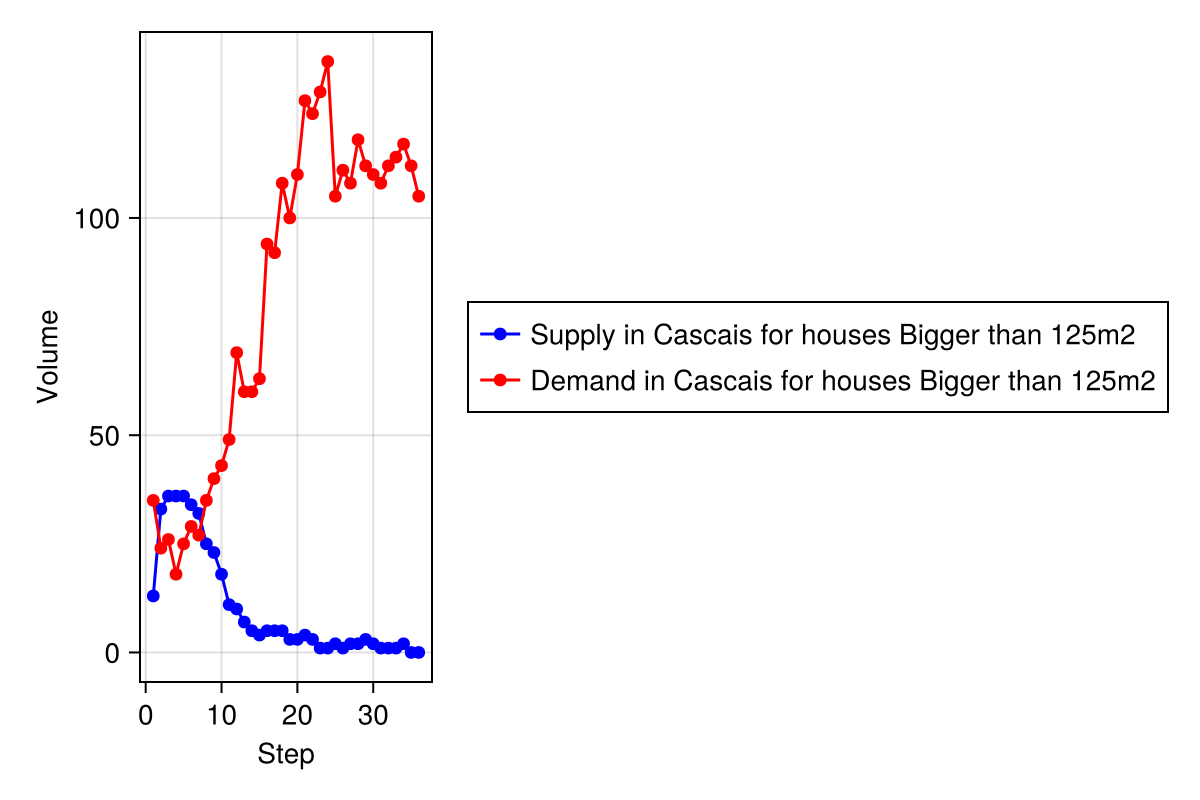 Volume
100
50
0
0 10 20 30
Step
Supply in Cascais for houses Bigger than 125m2
Demand in Cascais for houses Bigger than 125m2